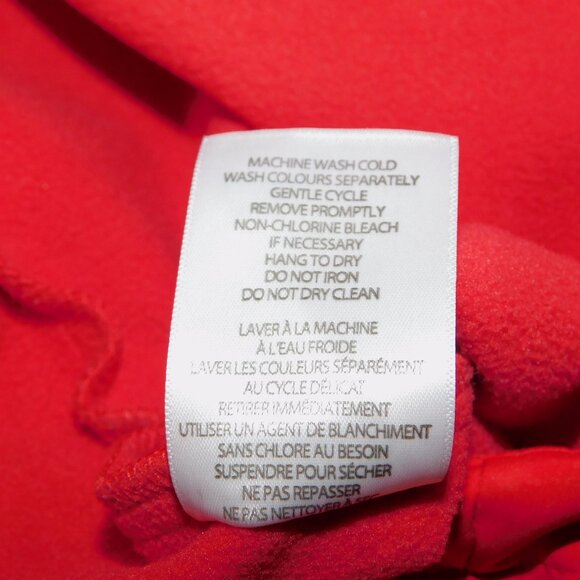 MACHINE WASH COLD
WASH COLOURS SEPARATELY
GENTLE CYCLE
REMOVE PROMPTLY
NON-CHLORINE BLEACH
IF NECESSARY
HANG TO DRY
DO NOT IRON
DO NOT DRY CLEAN
LAVER À LA MACHINE
À L'EAU FROIDE
LAVER LES COULEURS SÉPARÉMENT
AU CYCLE DÉLICAT
RETIRER IMMÉDIATEMENT
UTILISER UN AGENT DE BLANCHIMENT
SANS CHLORE AU BESOIN
SUSPENDRE POUR SÉCHER
NE PAS REPASSER
NE PAS NETTOYER À